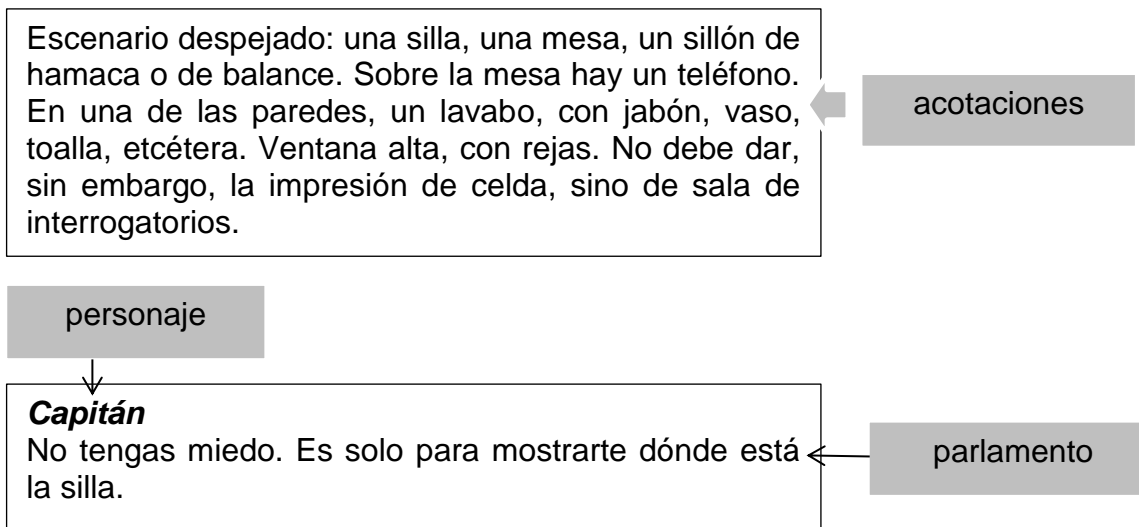 Escenario despejado: una silla, una mesa, un sillón de
hamaca o de balance. Sobre la mesa hay un teléfono.
En una de las paredes, un lavabo, con jabón, vaso,
toalla, etcétera. Ventana alta, con rejas. No debe dar,
sin embargo, la impresión de celda, sino de sala de
interrogatorios.
acotaciones
personaje
Capitán
No tengas miedo. Es solo para mostrarte dónde está
la silla.
parlamento